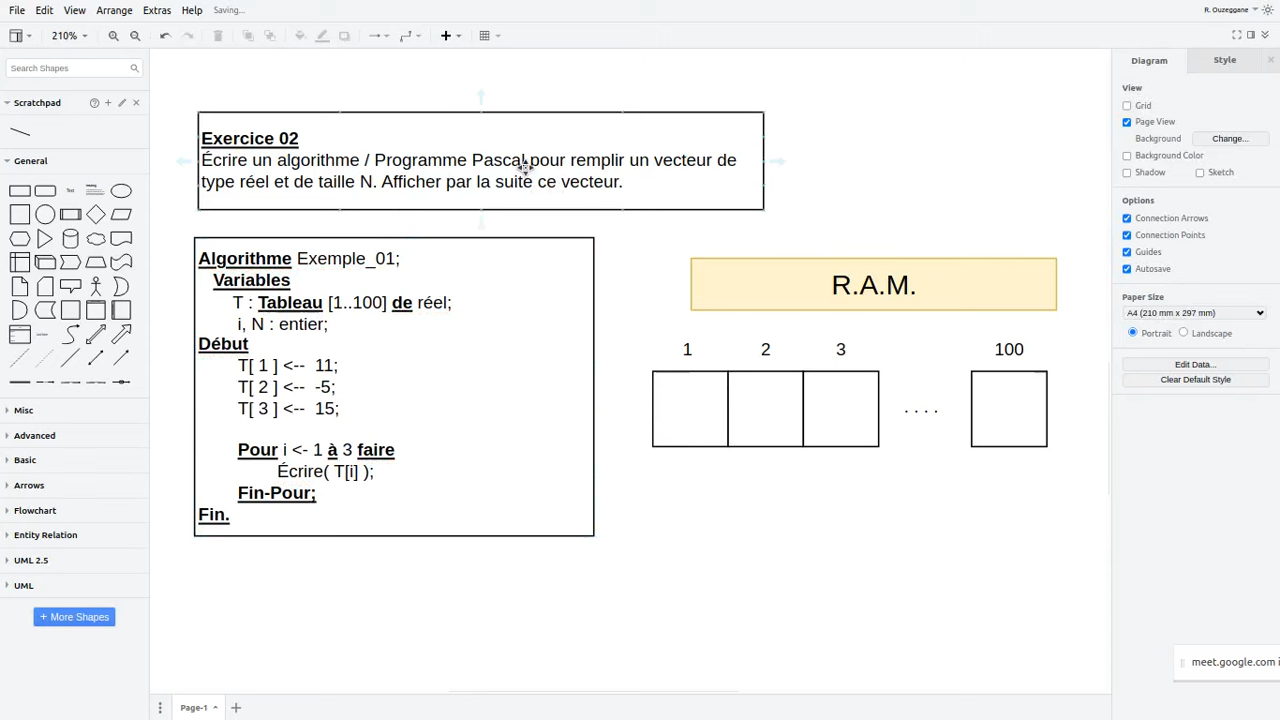 File Edit View Arrange Extras Help Saving... R. Ouzeggane
210%
Search Shapes
Scratchpad
General
Text
Misc
Advanced
Basic
Arrows
Flowchart
Entity Relation
UML 2.5
UML
+ More Shapes
Exercice 02
Écrire un algorithme / Programme Pascal pour remplir un vecteur de
type réel et de taille N. Afficher par la suite ce vecteur.
Algorithme Exemple_01;
Variables
T : Tableau [1..100] de réel;
i, N : entier;
Début
T[ 1 ] <-- 11;
T[ 2 ] <-- -5;
T[ 3 ] <-- 15;
Pour i <- 1 à 3 faire
Écrire( T[i] );
Fin-Pour;
Fin.
R.A.M.
1 2 3 100
. . . .
Diagram Style
View
Grid
Page View
Background Change...
Background Color
Shadow Sketch
Options
Connection Arrows
Connection Points
Guides
Autosave
Paper Size
A4 (210 mm x 297 mm)
Portrait Landscape
Edit Data...
Clear Default Style
meet.google.com i
Page-1